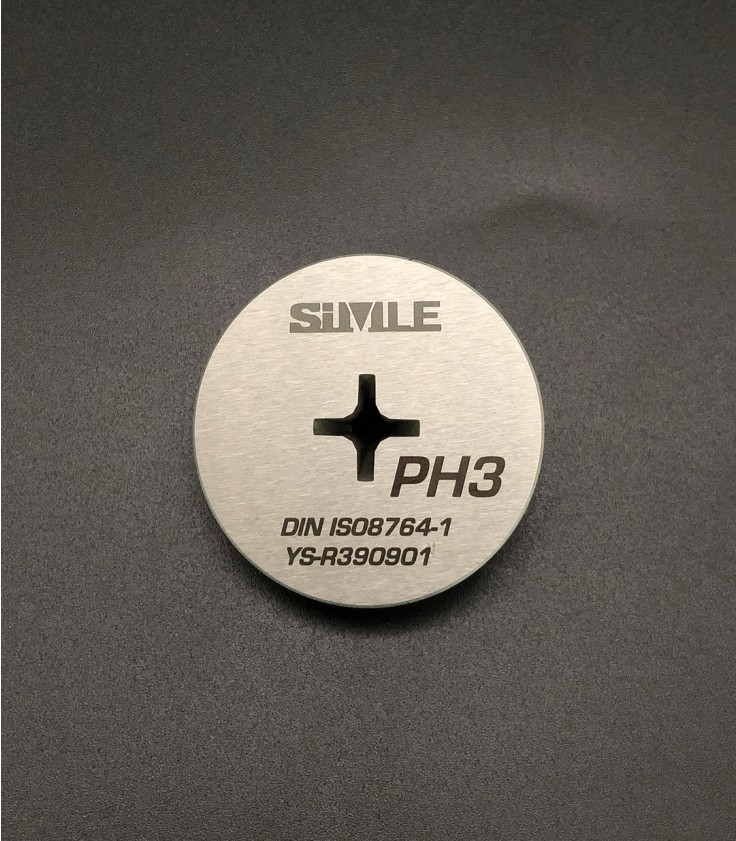 SiMLE
PH3
DIN ISO8764-1
YS-R390901